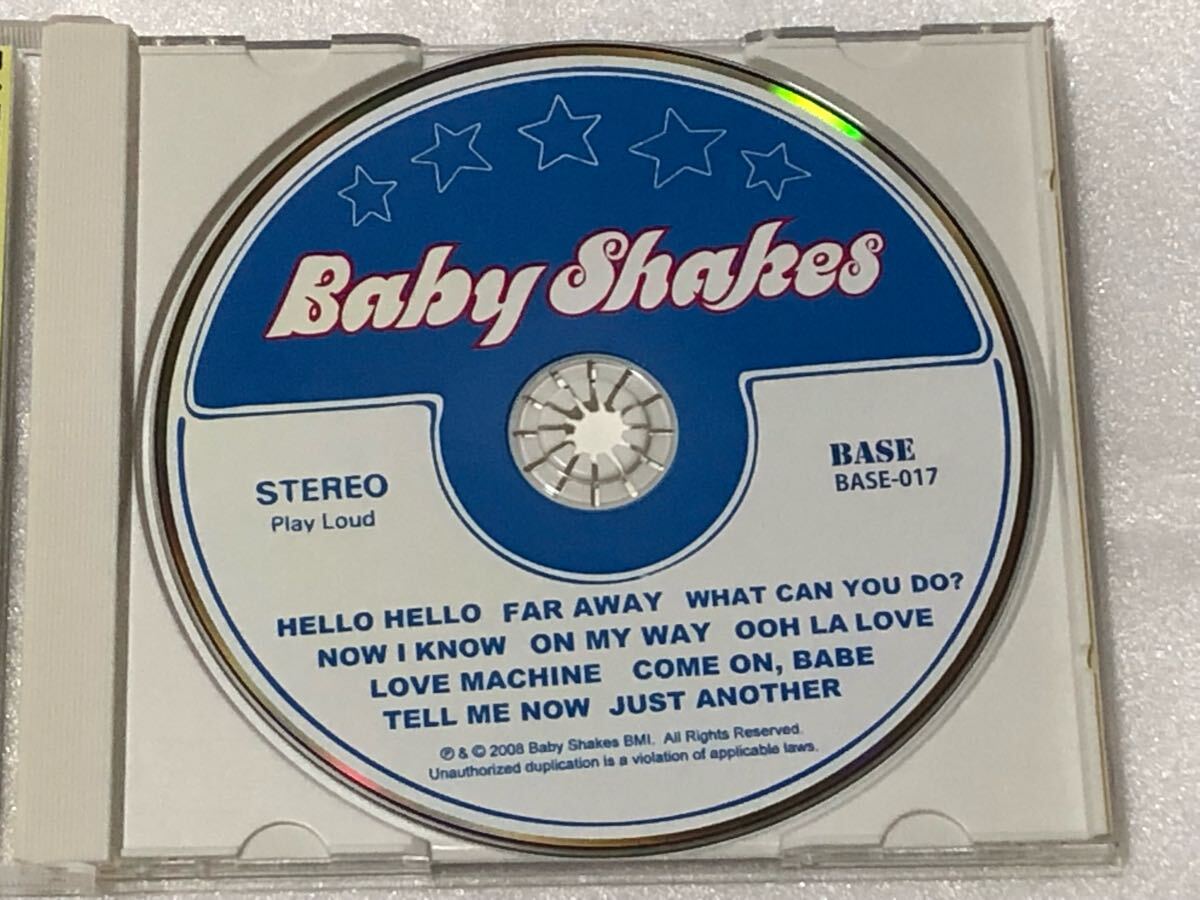 Baby Shakes
STEREO
Play Loud
BASE
BASE-017
HELLO HELLO FAR AWAY WHAT CAN YOU DO?
NOW I KNOW ON MY WAY OOH LA LOVE
LOVE MACHINE COME ON, BABE
TELL ME NOW JUST ANOTHER
℗ & © 2008 Baby Shakes BMI. All Rights Reserved.
Unauthorized duplication is a violation of applicable laws.